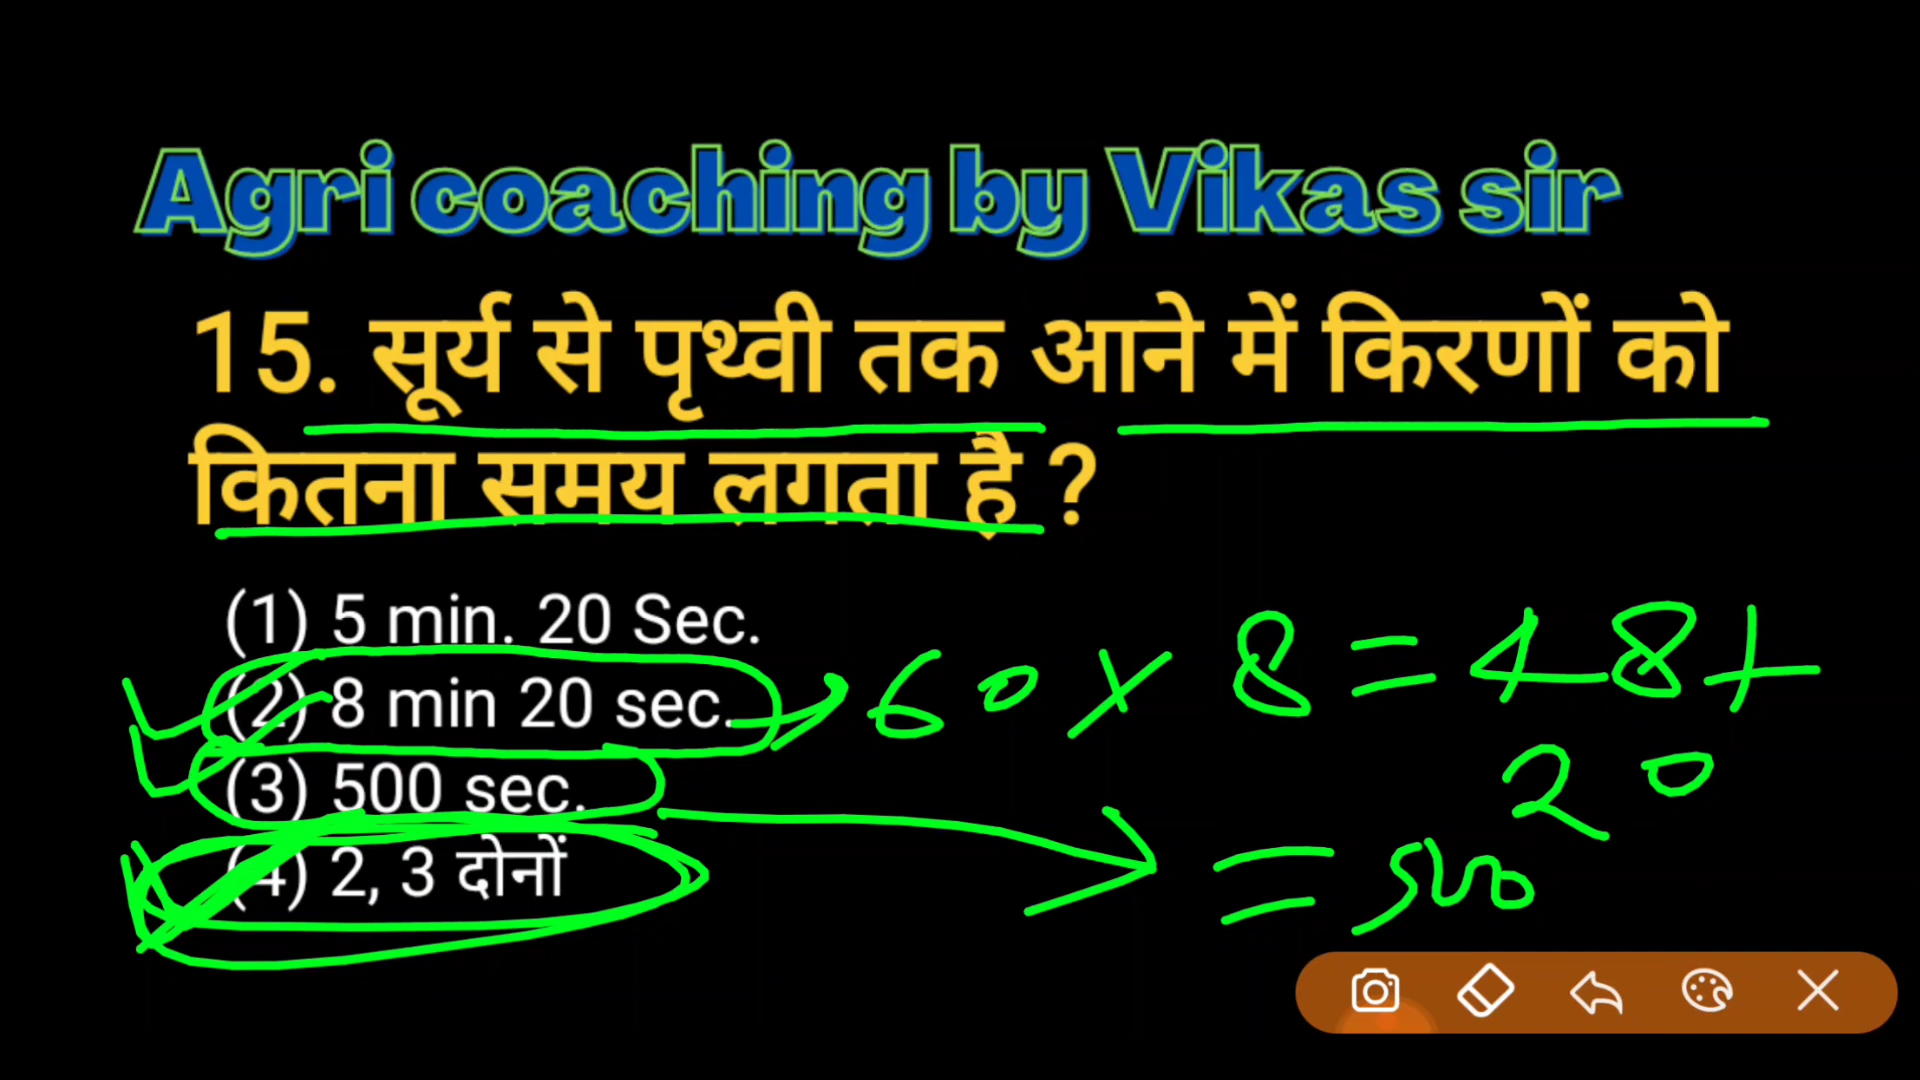 Agri coaching by Vikas sir
15. सूर्य से पृथ्वी तक आने में किरणों को
कितना समय लगता है ?
(1) 5 min. 20 Sec.
(2) 8 min 20 sec. 60 × 8 = 48+
20
(3) 500 sec.
(4) 2, 3 दोनों = 500